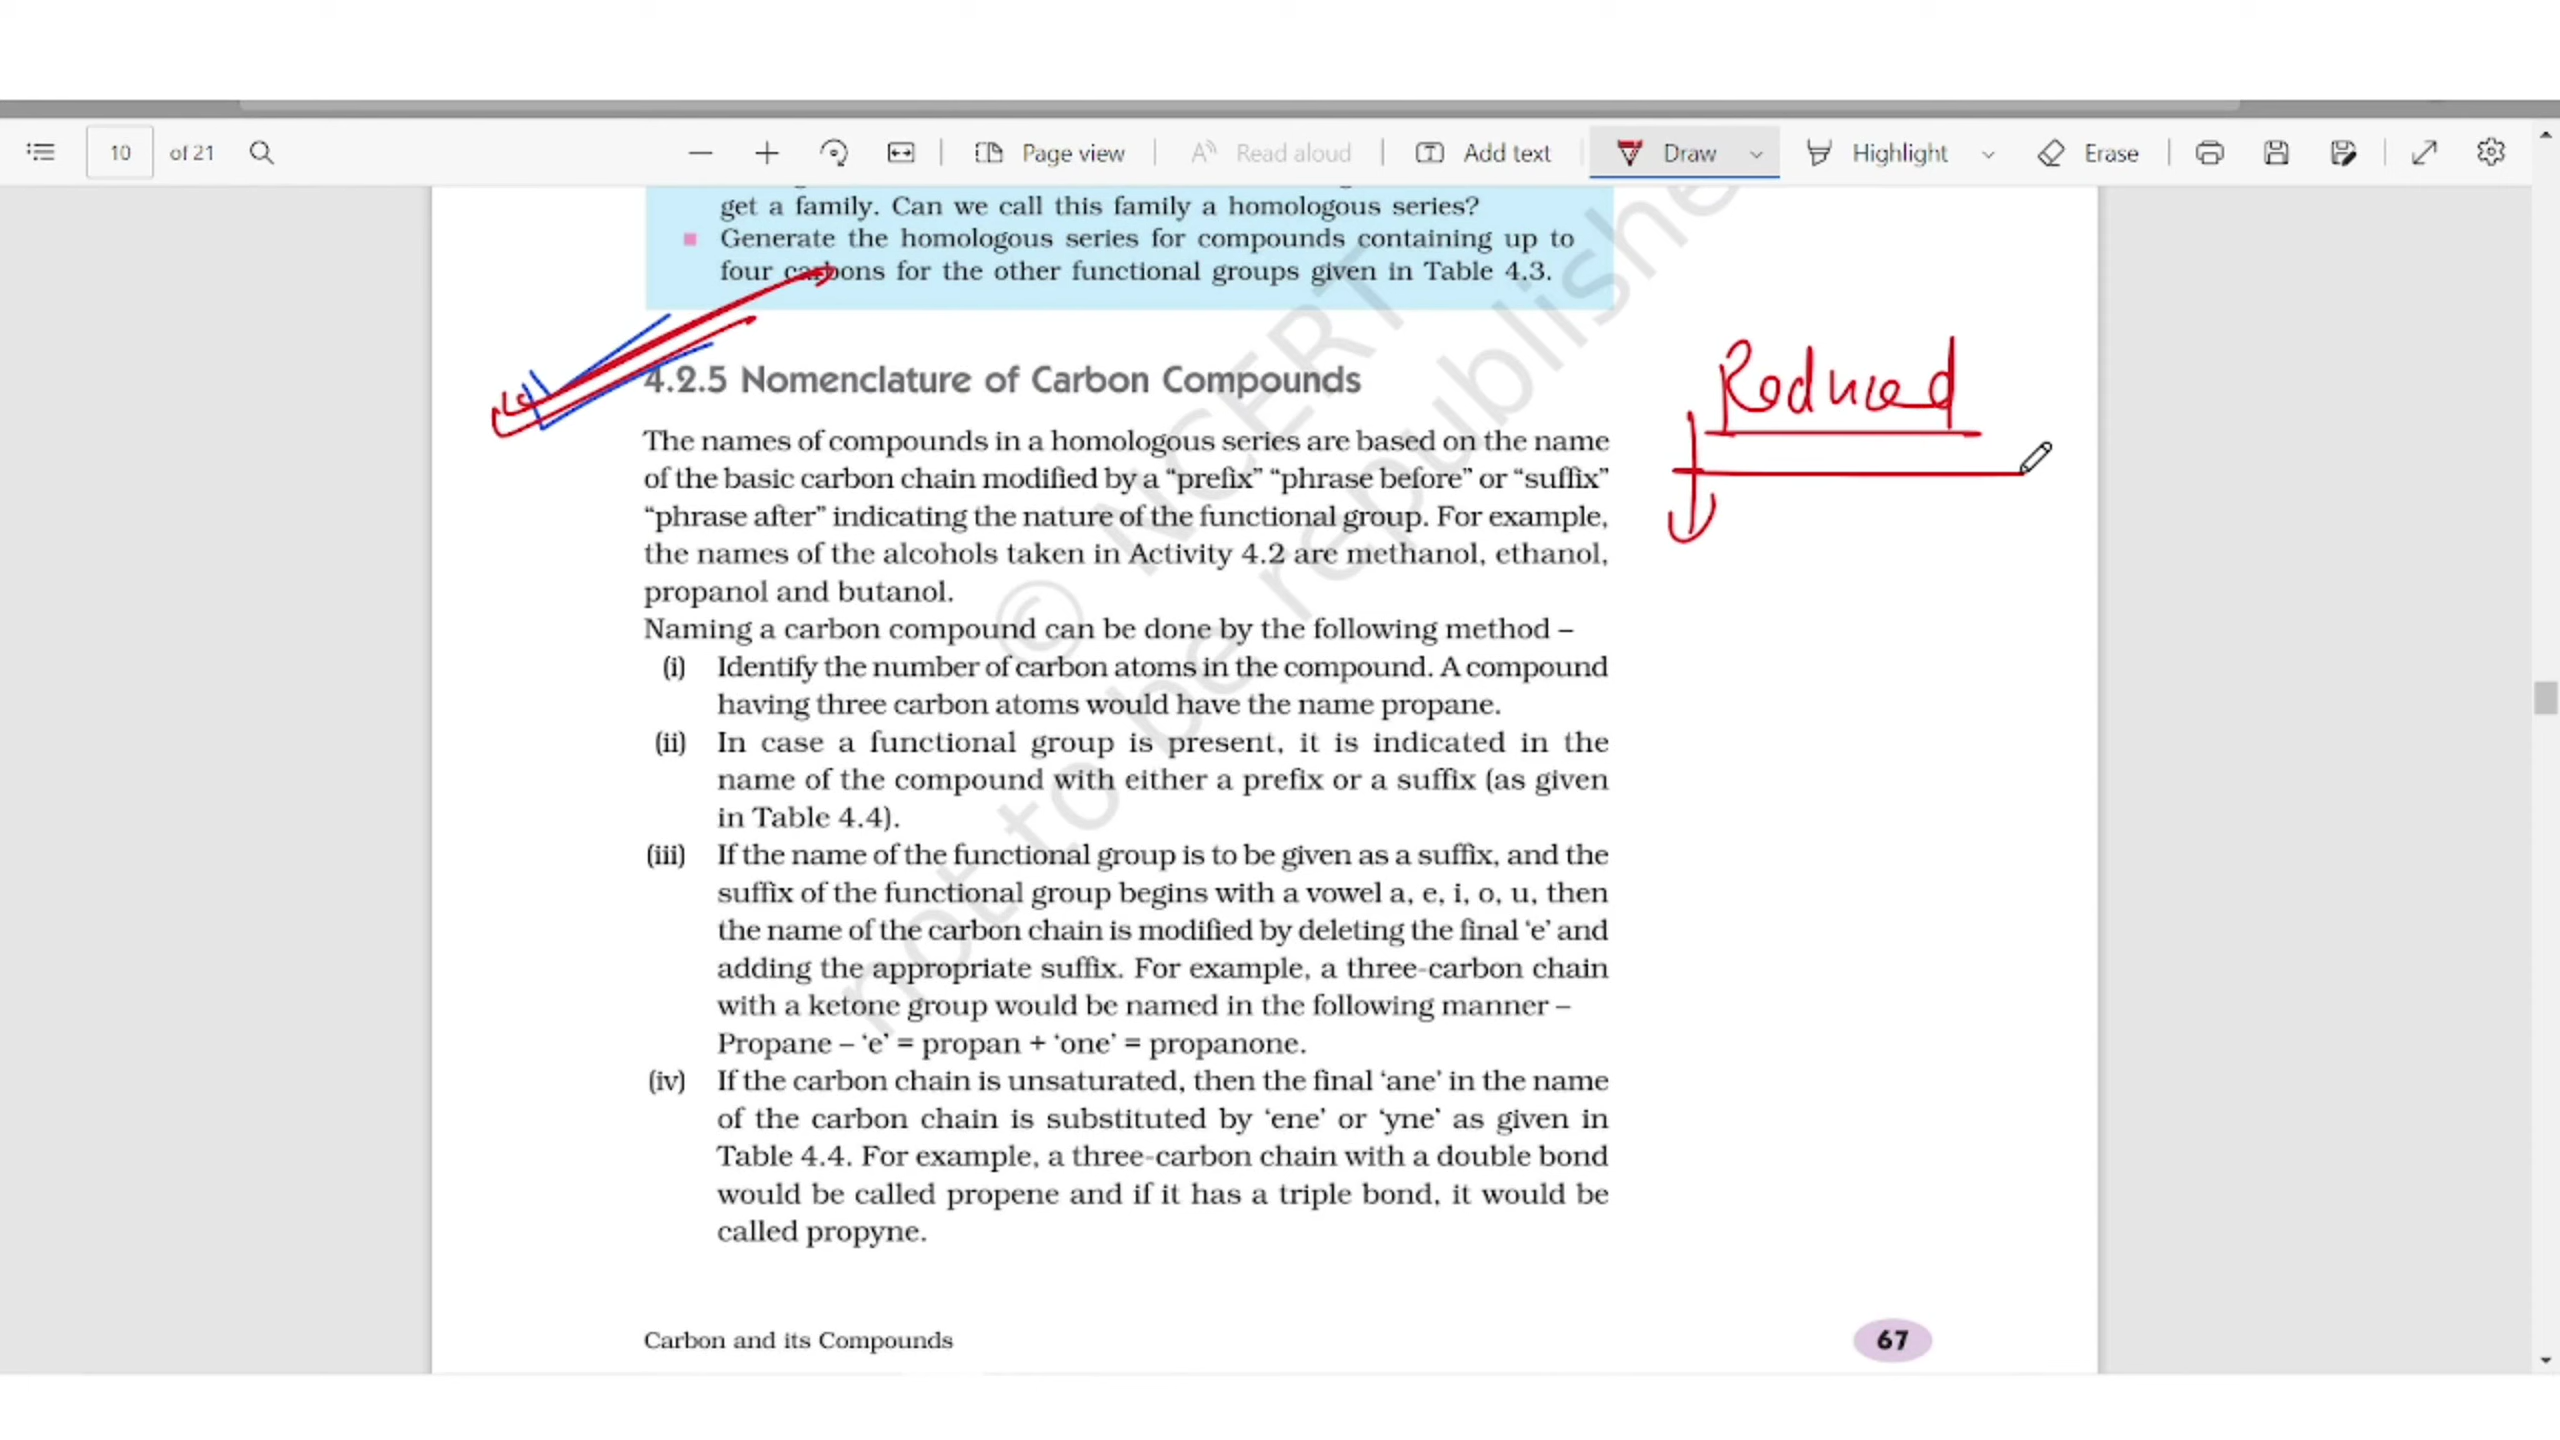 10 of 21 Page view Read aloud Add text Draw Highlight Erase
get a family. Can we call this family a homologous series?
Generate the homologous series for compounds containing up to
four carbons for the other functional groups given in Table 4.3.
4.2.5 Nomenclature of Carbon Compounds
Reduced
The names of compounds in a homologous series are based on the name
of the basic carbon chain modified by a “prefix” “phrase before” or “suffix”
“phrase after” indicating the nature of the functional group. For example,
the names of the alcohols taken in Activity 4.2 are methanol, ethanol,
propanol and butanol.
Naming a carbon compound can be done by the following method –
(i) Identify the number of carbon atoms in the compound. A compound
having three carbon atoms would have the name propane.
(ii) In case a functional group is present, it is indicated in the
name of the compound with either a prefix or a suffix (as given
in Table 4.4).
(iii) If the name of the functional group is to be given as a suffix, and the
suffix of the functional group begins with a vowel a, e, i, o, u, then
the name of the carbon chain is modified by deleting the final ‘e’ and
adding the appropriate suffix. For example, a three-carbon chain
with a ketone group would be named in the following manner –
Propane – ‘e’ = propan + ‘one’ = propanone.
(iv) If the carbon chain is unsaturated, then the final ‘ane’ in the name
of the carbon chain is substituted by ‘ene’ or ‘yne’ as given in
Table 4.4. For example, a three-carbon chain with a double bond
would be called propene and if it has a triple bond, it would be
called propyne.
Carbon and its Compounds
67
© NCERT
not to be republishe